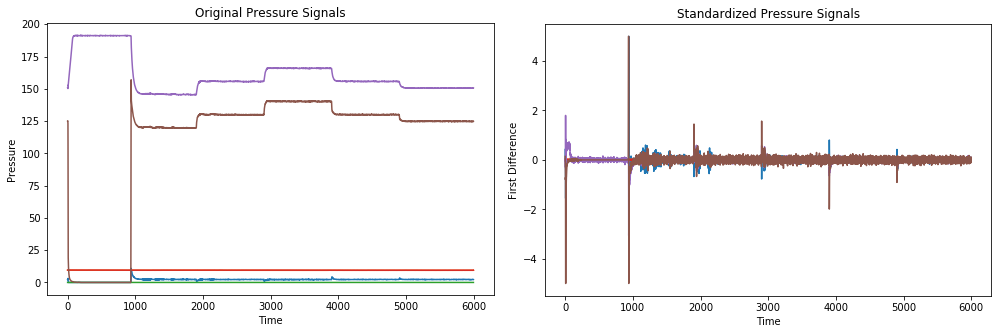 Original Pressure Signals
Pressure
200
175
150
125
100
75
50
25
0
0 1000 2000 3000 4000 5000 6000
Time
Standardized Pressure Signals
First Difference
4
2
0
−2
−4
0 1000 2000 3000 4000 5000 6000
Time